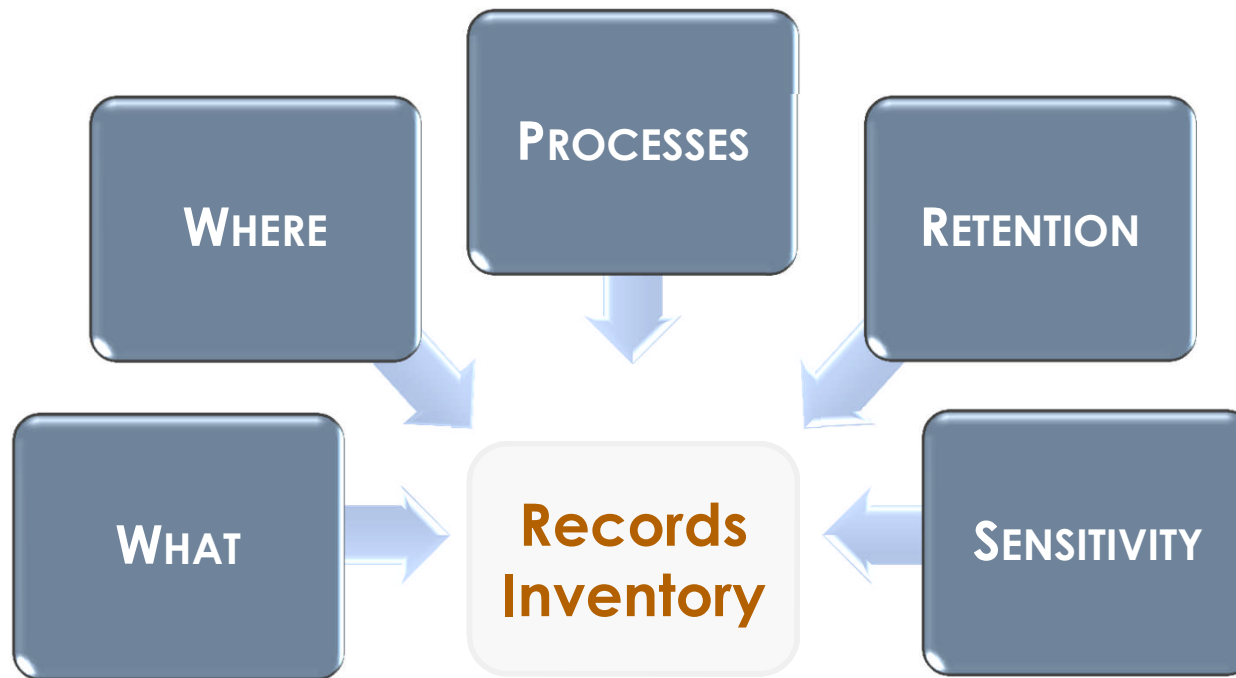 PROCESSES
WHERE
RETENTION
WHAT
Records
Inventory
SENSITIVITY